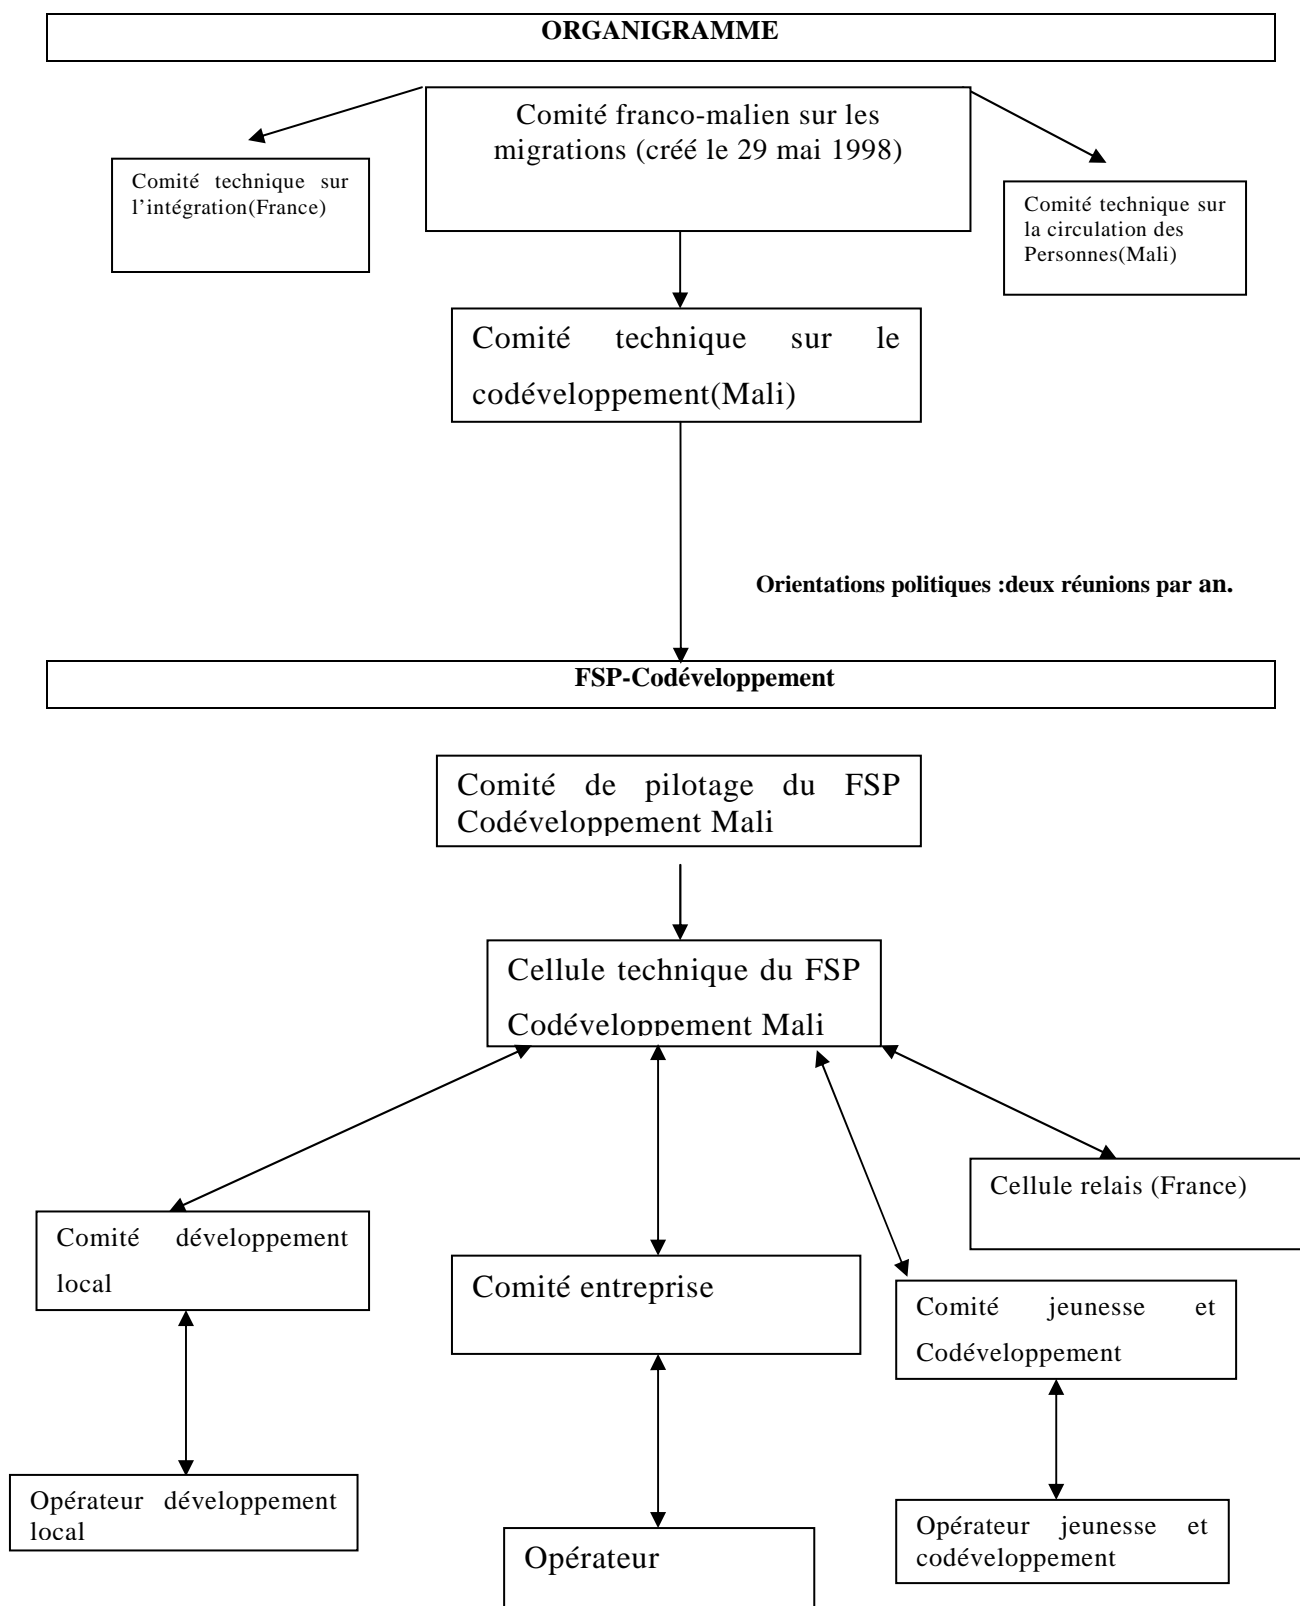 ORGANIGRAMME
Comité franco-malien sur les
migrations (créé le 29 mai 1998)
Comité technique sur
l’intégration(France)
Comité technique sur
la circulation des
Personnes(Mali)
Comité technique sur le
codéveloppement(Mali)
Orientations politiques :deux réunions par an.
FSP-Codéveloppement
Comité de pilotage du FSP
Codéveloppement Mali
Cellule technique du FSP
Codéveloppement Mali
Cellule relais (France)
Comité développement
local
Comité entreprise
Comité jeunesse et
Codéveloppement
Opérateur développement
local
Opérateur
Opérateur jeunesse et
codéveloppement